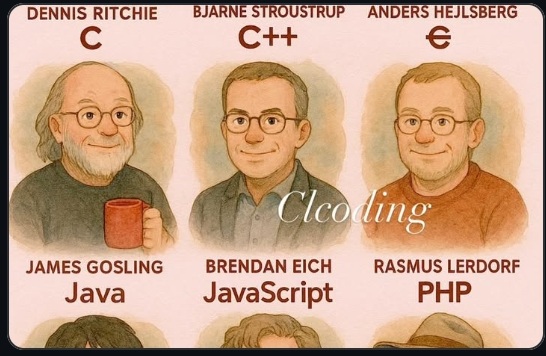 DENNIS RITCHIE
BJARNE STROUSTRUP
ANDERS HEJLSBERG
C
C++
€
Clcoding
JAMES GOSLING
BRENDAN EICH
RASMUS LERDORF
Java
JavaScript
PHP